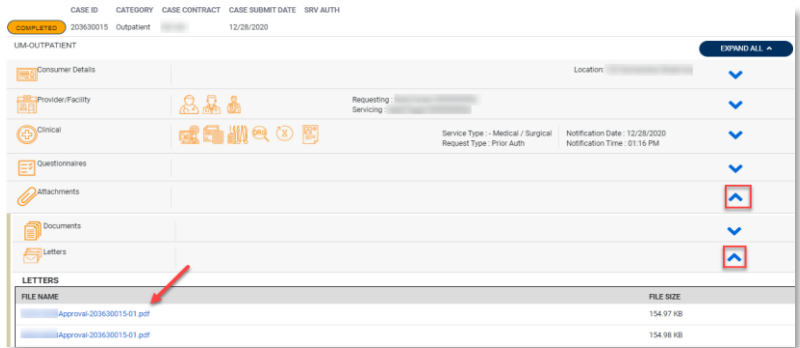 CASE ID CATEGORY CASE CONTRACT CASE SUBMIT DATE SRV AUTH
COMPLETED 203630015 Outpatient 12/28/2020
UM-OUTPATIENT
EXPAND ALL
Consumer Details Location:
Provider/Facility Requesting :
Servicing :
Clinical Service Type : - Medical / Surgical Notification Date : 12/28/2020
Request Type : Prior Auth Notification Time : 01:16 PM
Questionnaires
Attachments
Documents
Letters
LETTERS
FILE NAME FILE SIZE
Approval-203630015-01.pdf 154.97 KB
Approval-203630015-01.pdf 154.98 KB